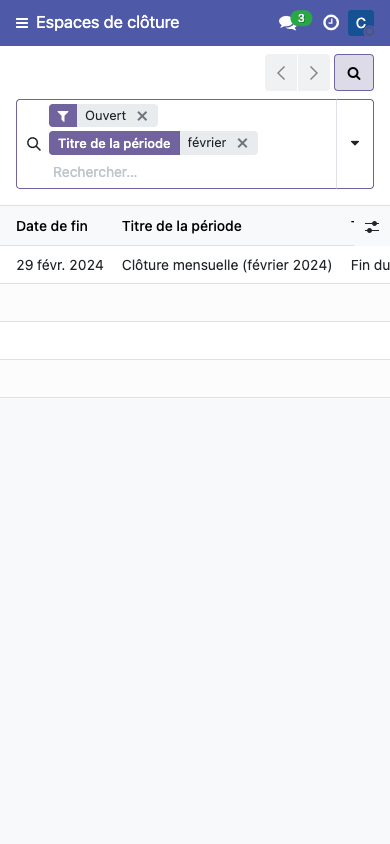 Espaces de clôture
3
C
Ouvert
Titre de la période
février
Rechercher...
Date de fin
Titre de la période
29 févr. 2024
Clôture mensuelle (février 2024)
Fin du